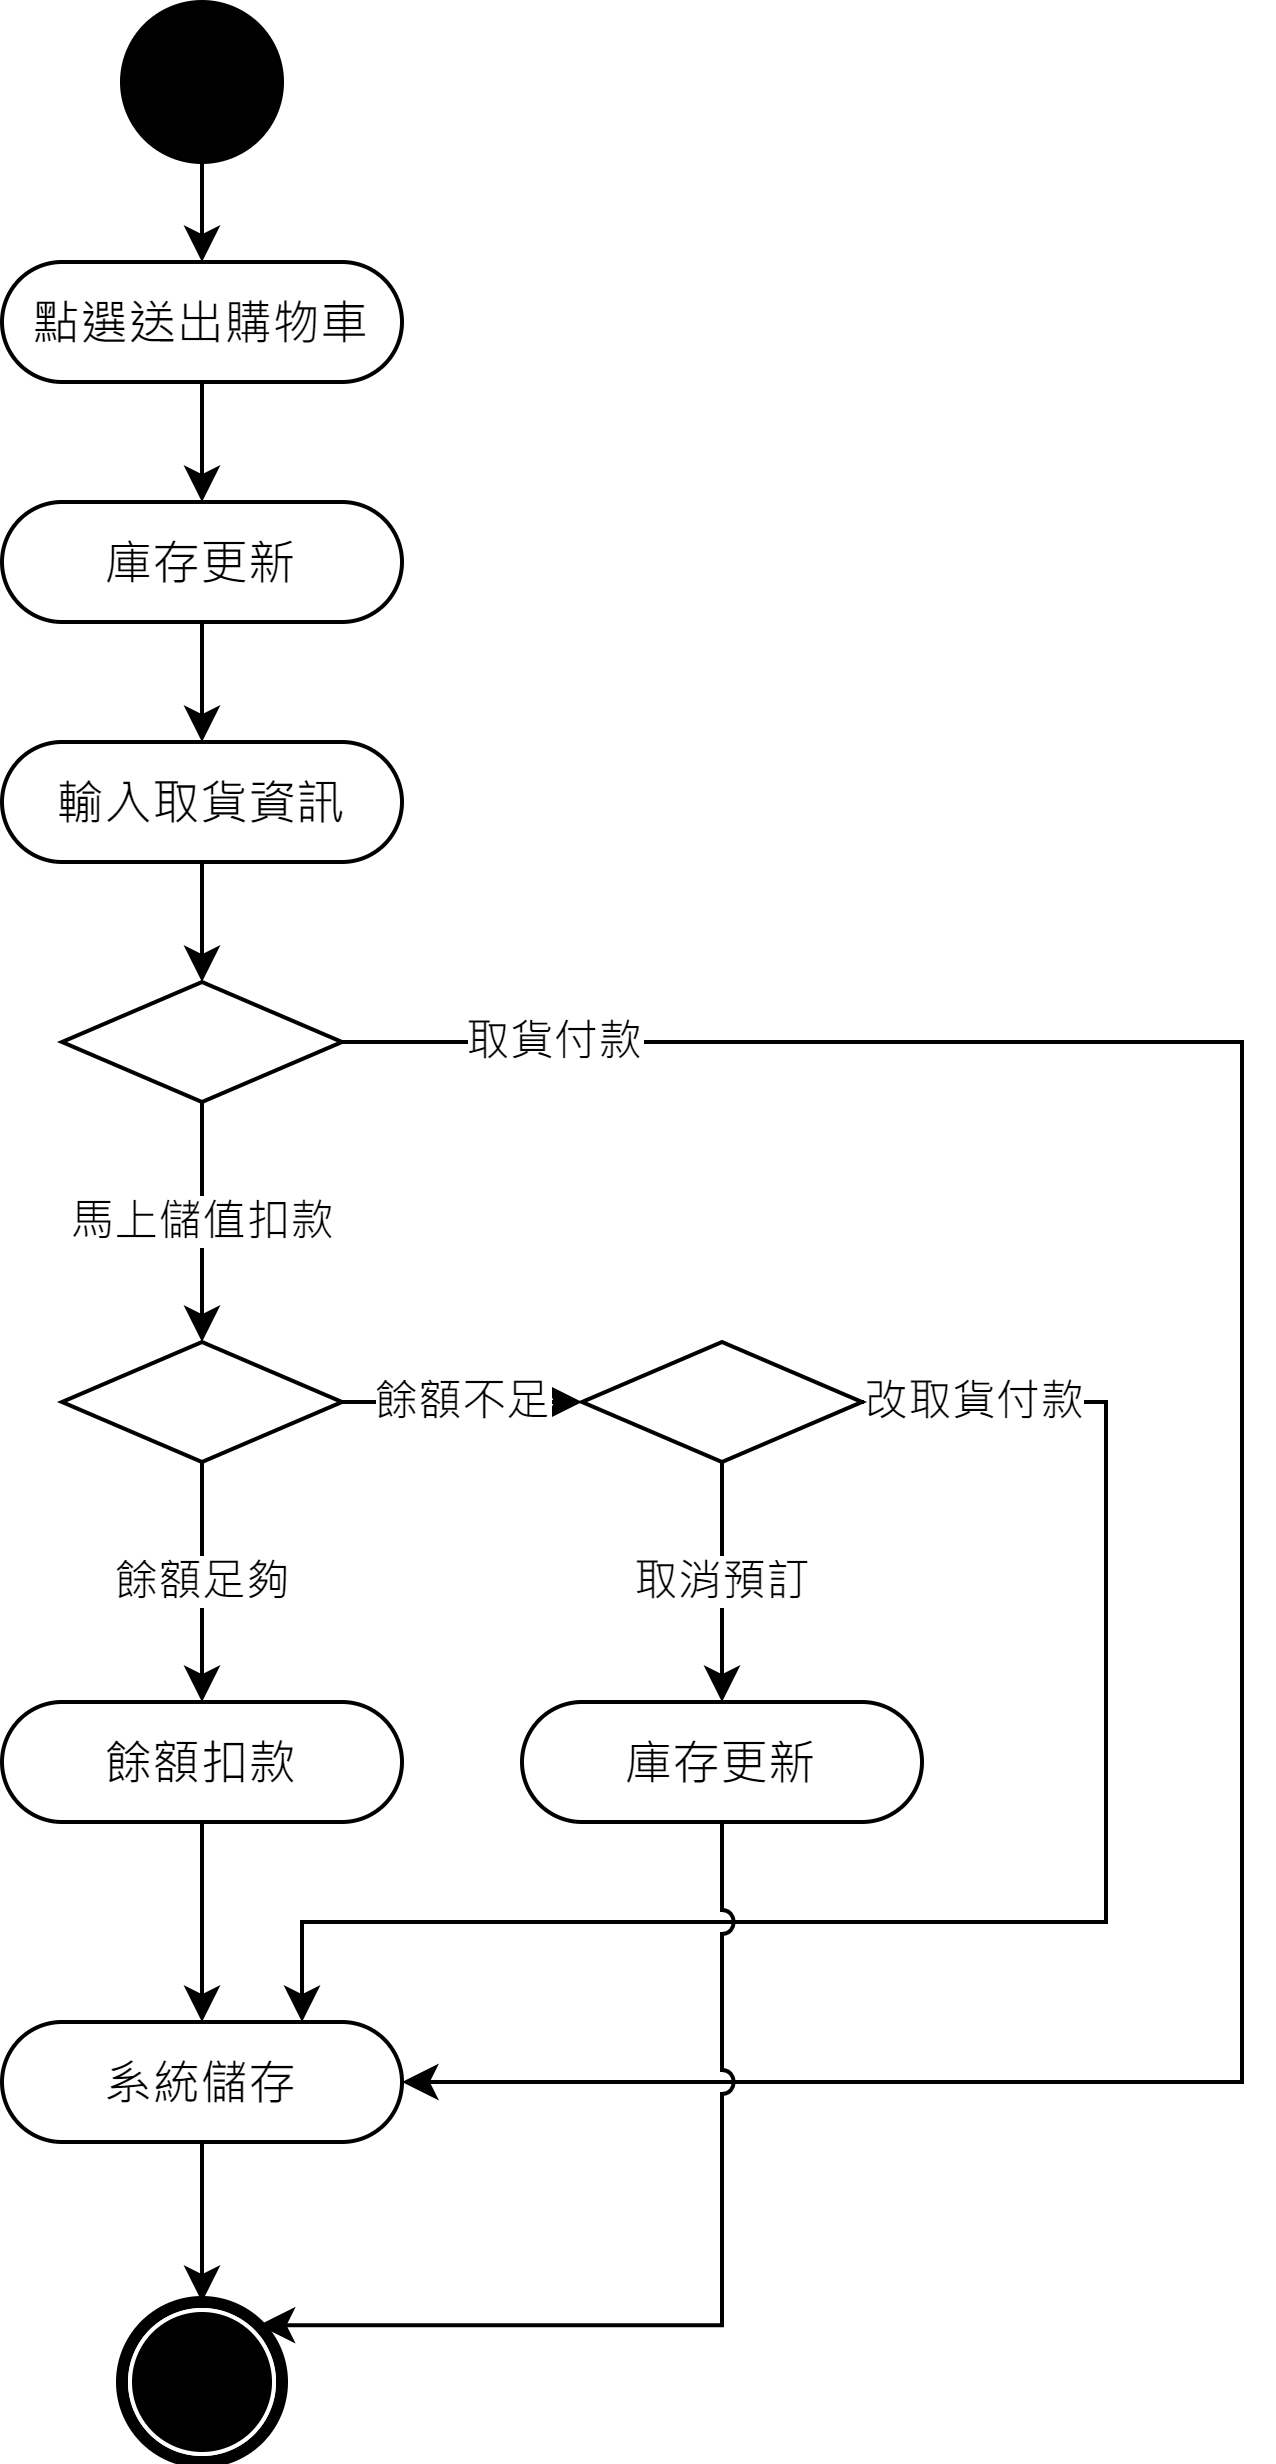 點選送出購物車
庫存更新
輸入取貨資訊
取貨付款
馬上儲值扣款
餘額不足
改取貨付款
餘額足夠
取消預訂
餘額扣款
庫存更新
系統儲存